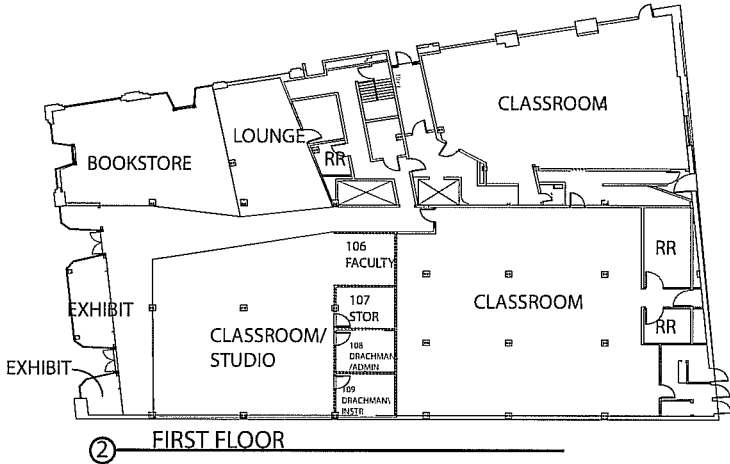 CLASSROOM
LOUNGE
BOOKSTORE
RR
106
FACULTY
RR
EXHIBIT
107
STOR
CLASSROOM
CLASSROOM/
STUDIO
RR
108
DRACHMAN
/ADMIN
EXHIBIT
109
DRACHMAN\
INSTR
2
FIRST FLOOR